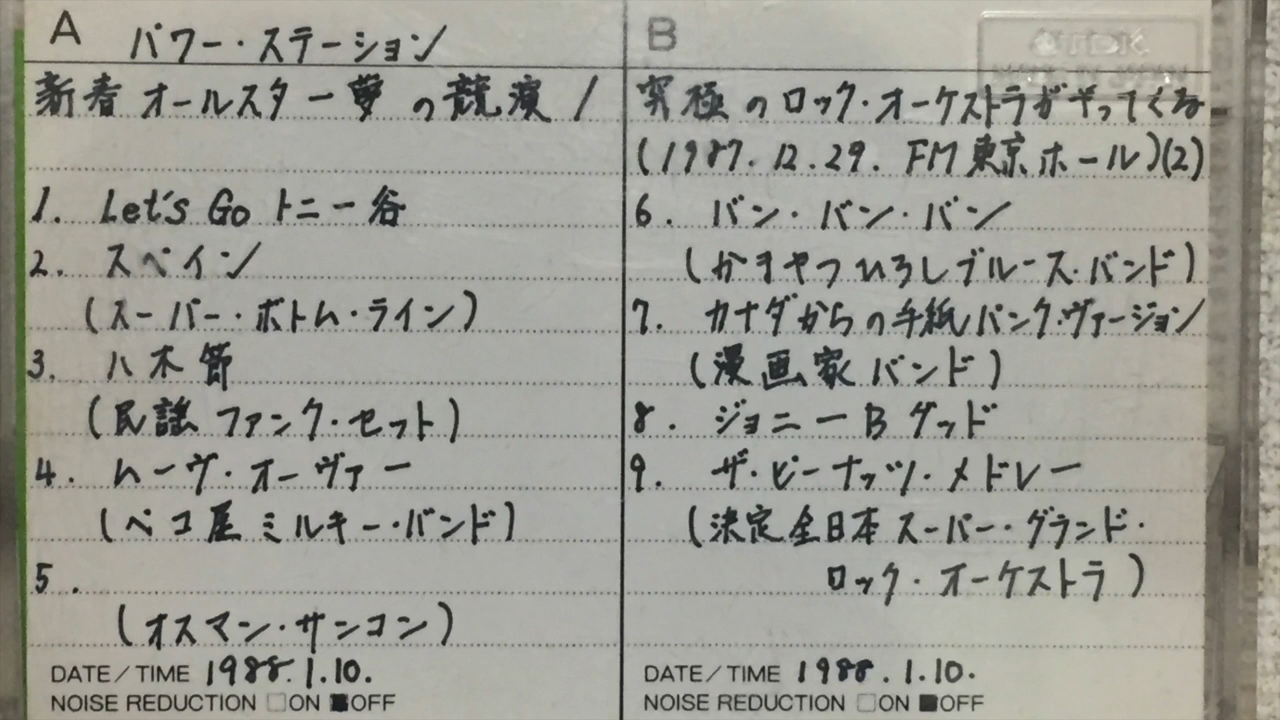 A パワー・ステーション
新春オールスター夢の競演!
1. Let's Go トニー谷
2. スペイン
(スーパー・ボトム・ライン)
3. 八木節
(民謡ファンク・セット)
4. ムーヴ・オーヴァー
(ペコ屋ミルキー・バンド)
5.
(オスマン・サンコン)
DATE/TIME 1988.1.10.
NOISE REDUCTION □ON ■OFF
B
TDK
究極のロック・オーケストラがやってくる
(1987.12.29. FM東京ホール)(2)
6. バン・バン・バン
(かまやつひろしブルース・バンド)
7. カナダからの手紙パンク・ヴァージョン
(漫画家バンド)
8. ジョニーBグッド
9. ザ・ピーナッツ・メドレー
(決定全日本スーパー・グランド・
ロック・オーケストラ)
DATE/TIME 1988.1.10.
NOISE REDUCTION □ON ■OFF